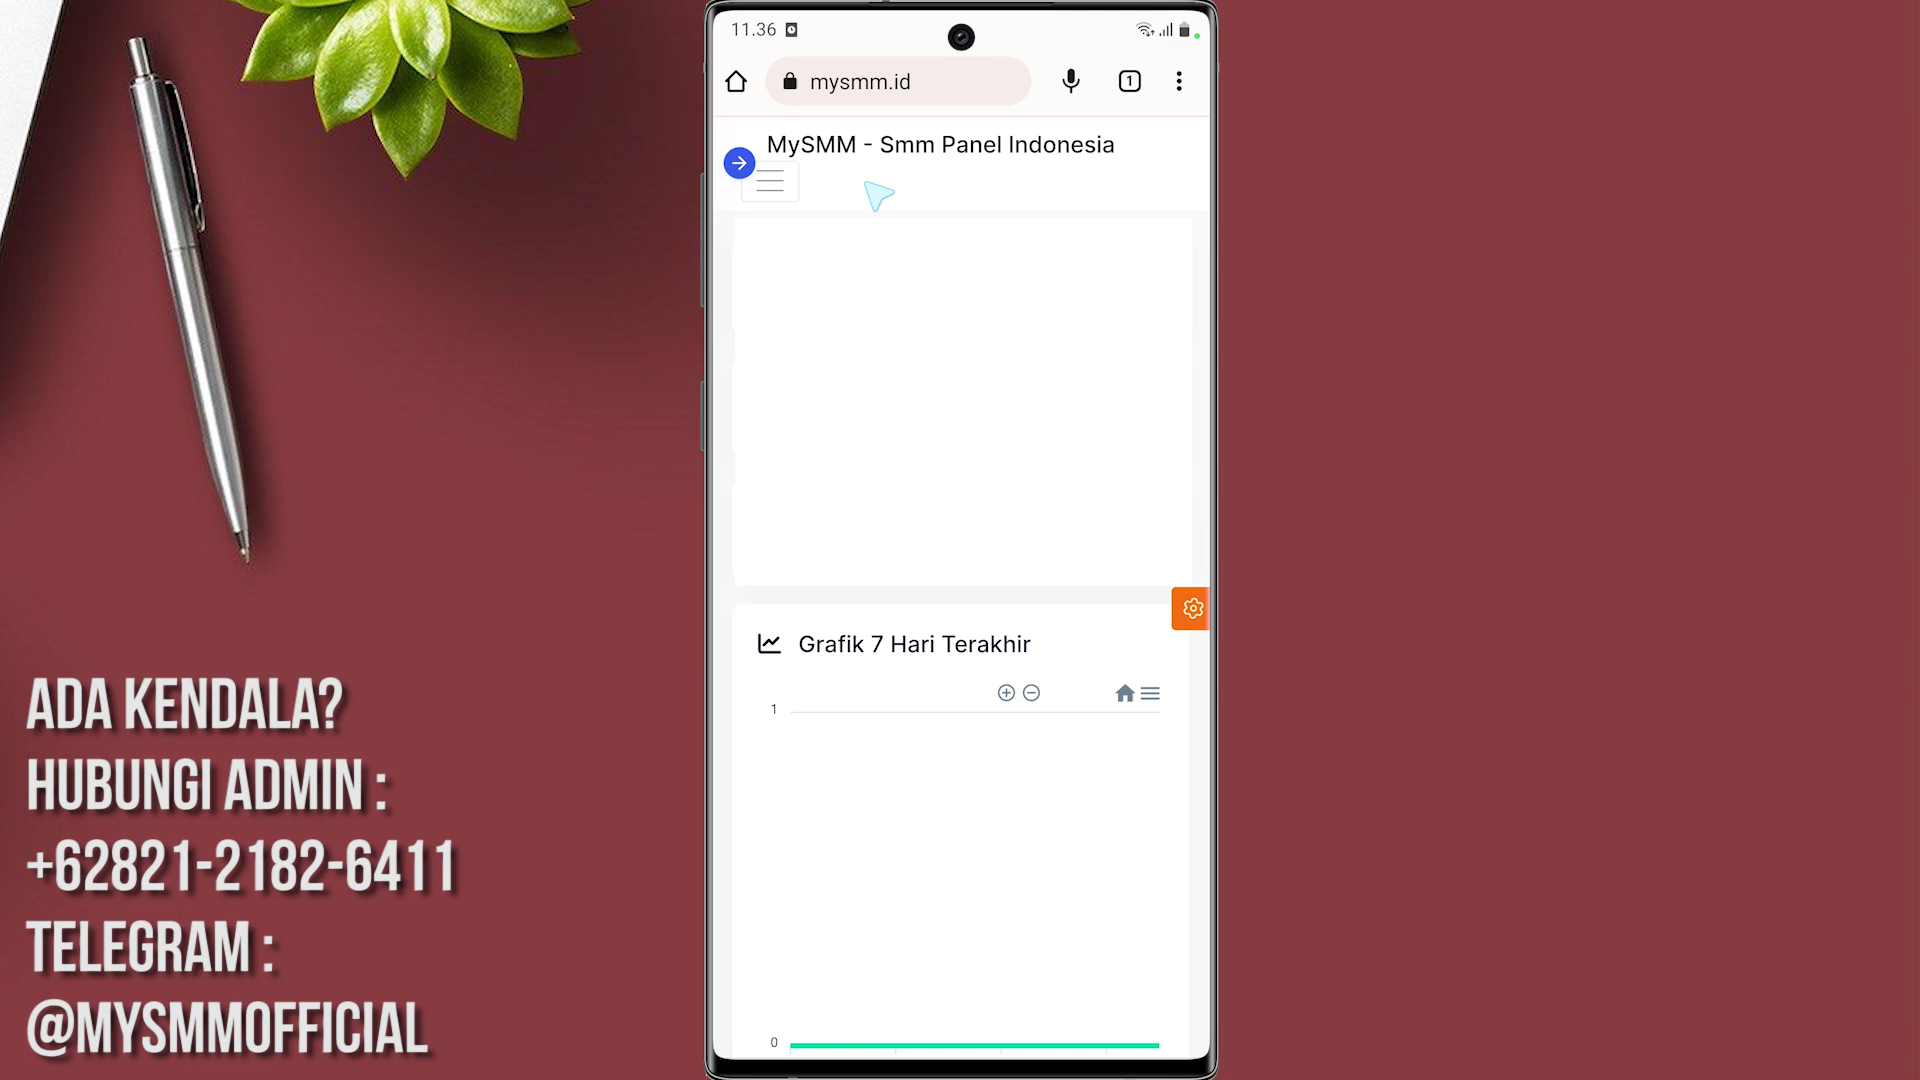 11.36
mysmm.id
1
MySMM - Smm Panel Indonesia
Grafik 7 Hari Terakhir
1
0
ADA KENDALA?
HUBUNGI ADMIN :
+62821-2182-6411
TELEGRAM :
@MYSMMOFFICIAL